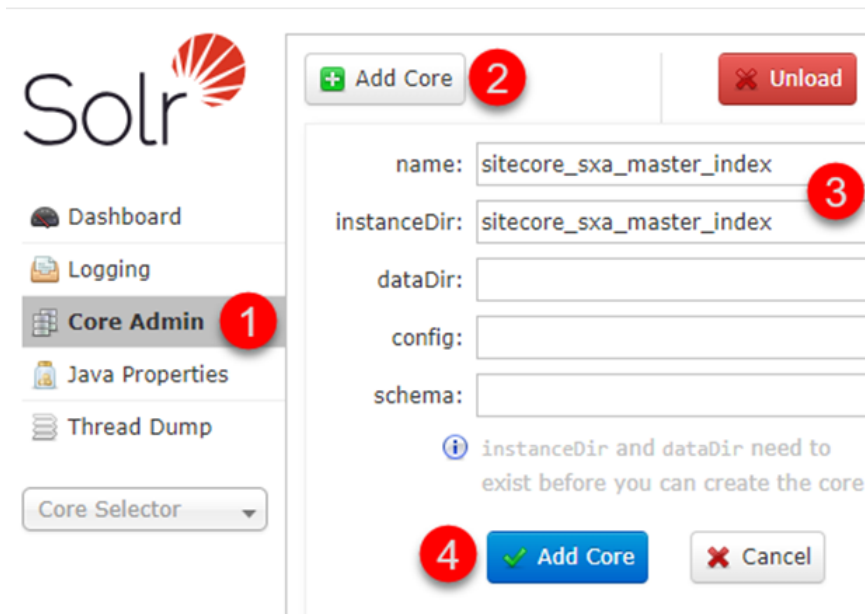 Solr
Dashboard
Logging
Core Admin 1
Java Properties
Thread Dump
Core Selector
Add Core 2 Unload
name: sitecore_sxa_master_index
3
instanceDir: sitecore_sxa_master_index
dataDir:
config:
schema:
instanceDir and dataDir need to
exist before you can create the core
4 Add Core Cancel